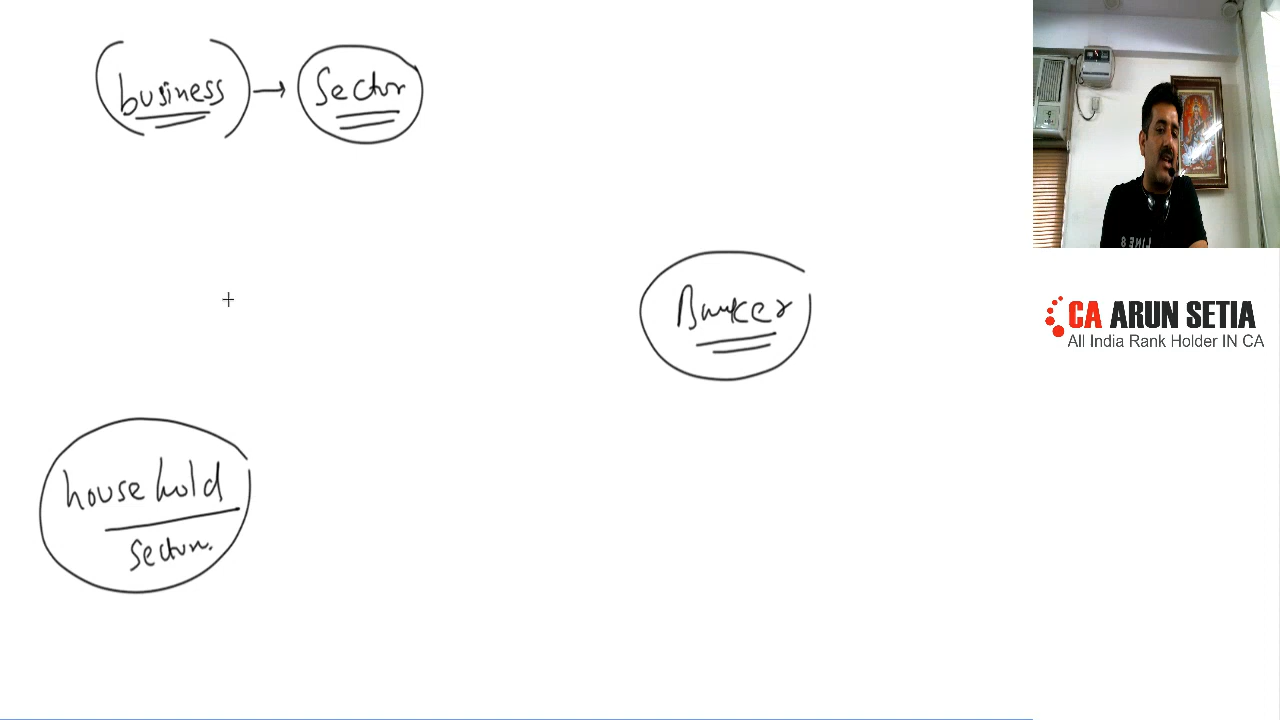 business → Sector
Banker
household
Sector.
CA ARUN SETIA
All India Rank Holder IN CA